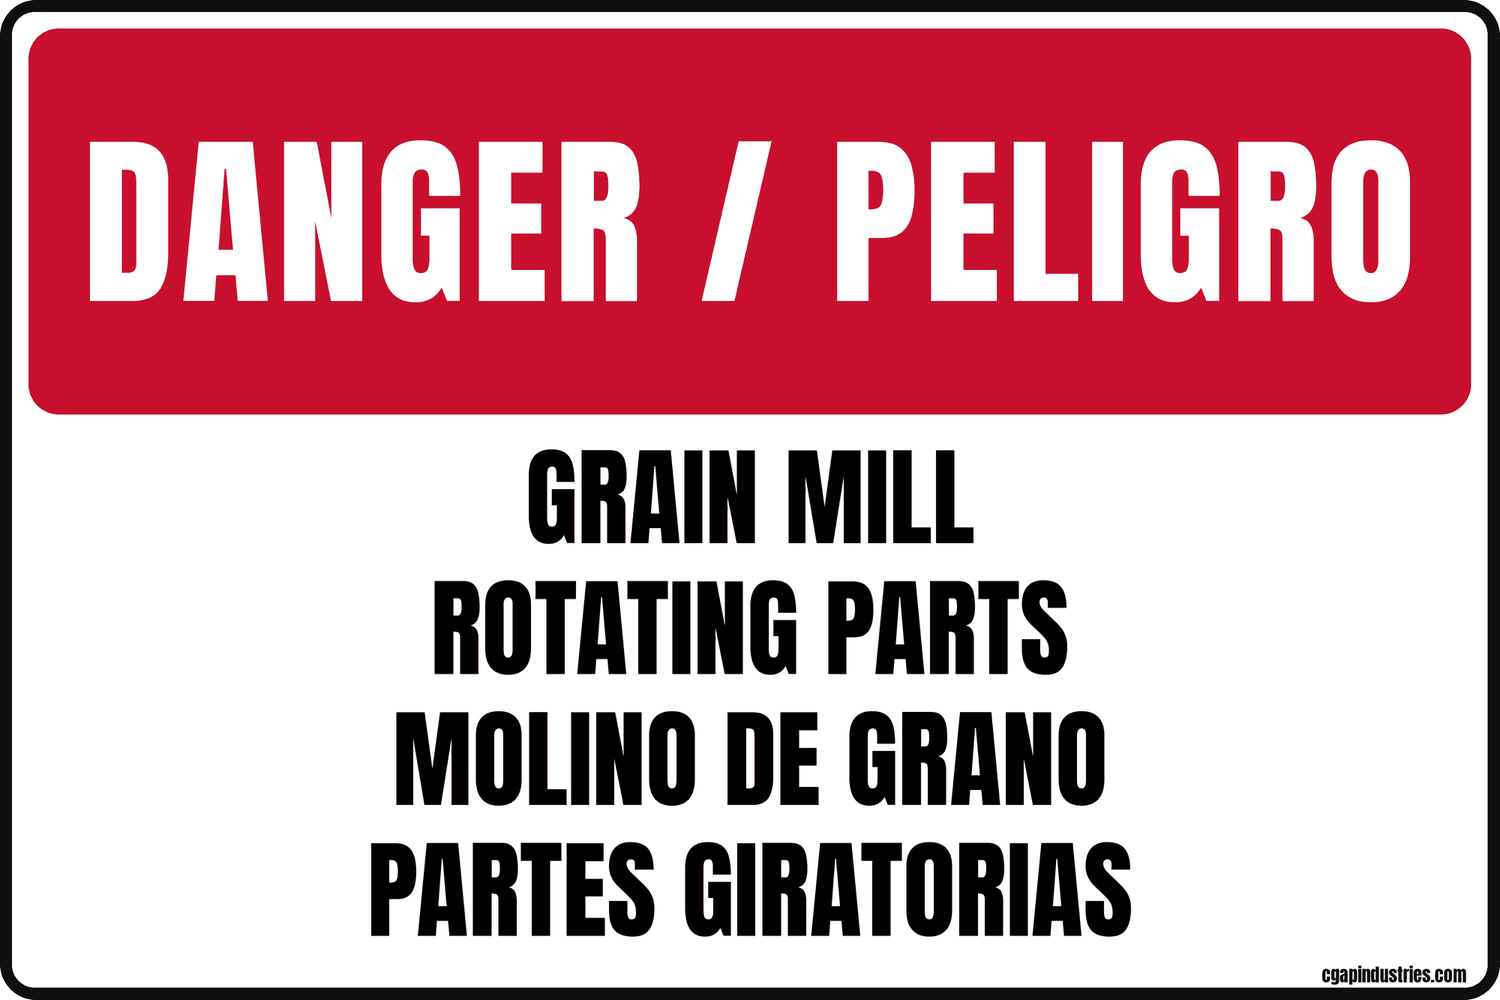 DANGER / PELIGRO
GRAIN MILL
ROTATING PARTS
MOLINO DE GRANO
PARTES GIRATORIAS
cgapindustries.com